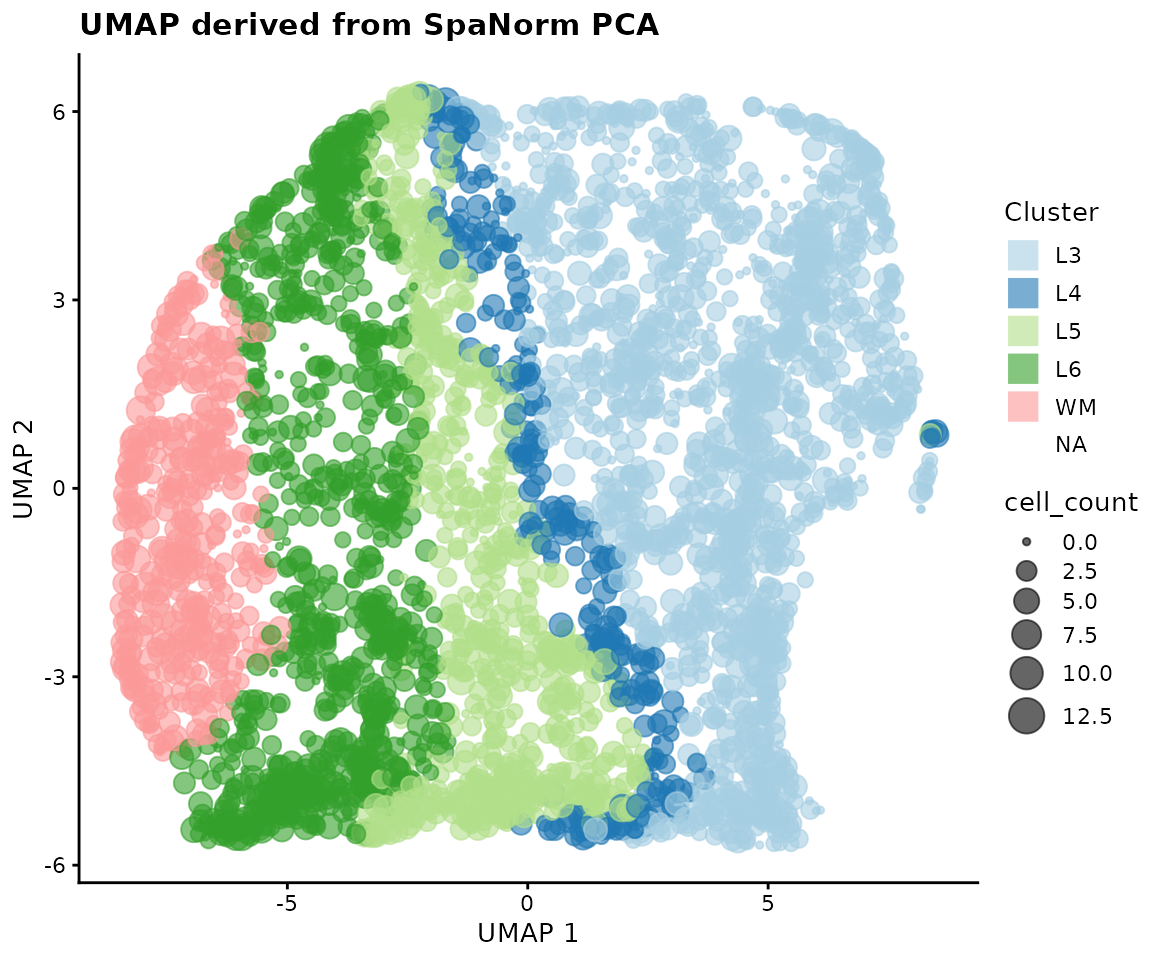 UMAP derived from SpaNorm PCA
6
3
0
-3
-6
UMAP 2
-5
0
5
UMAP 1
Cluster
L3
L4
L5
L6
WM
NA
cell_count
0.0
2.5
5.0
7.5
10.0
12.5